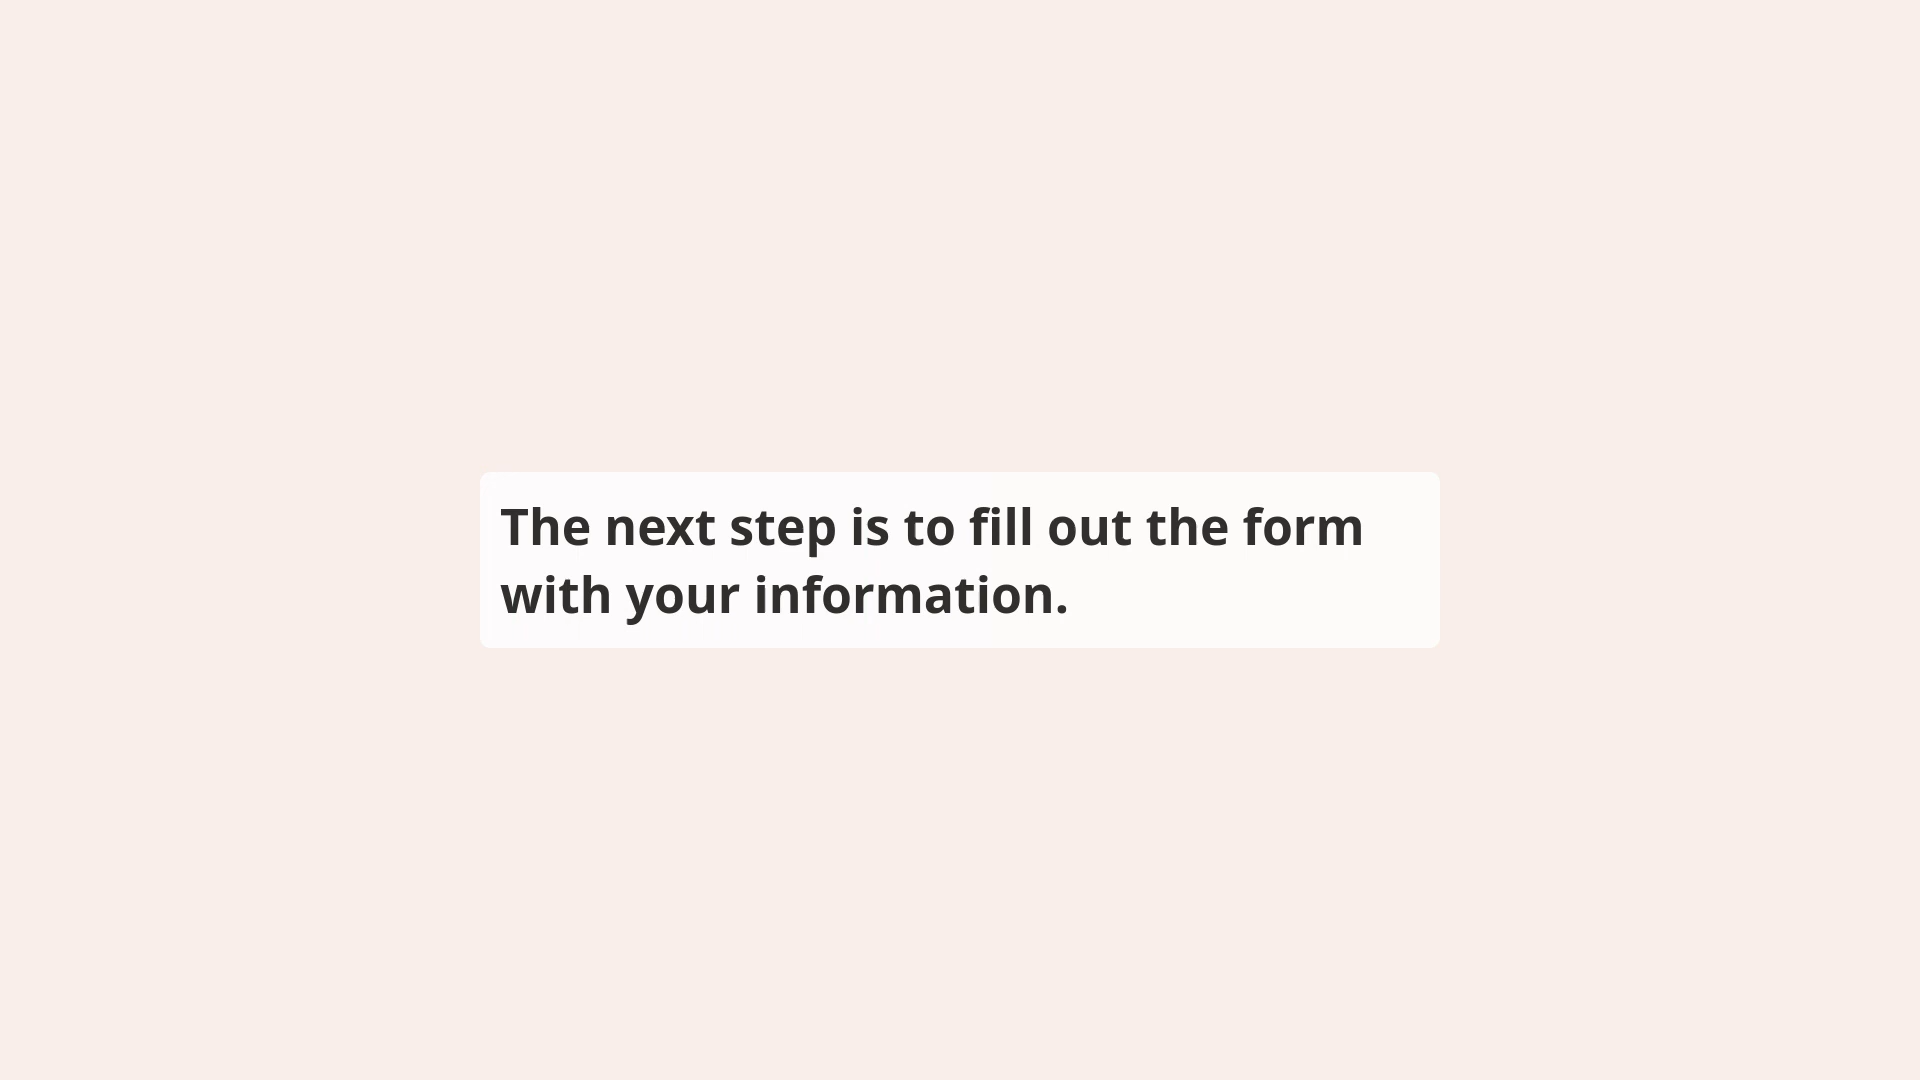 The next step is to fill out the form
with your information.